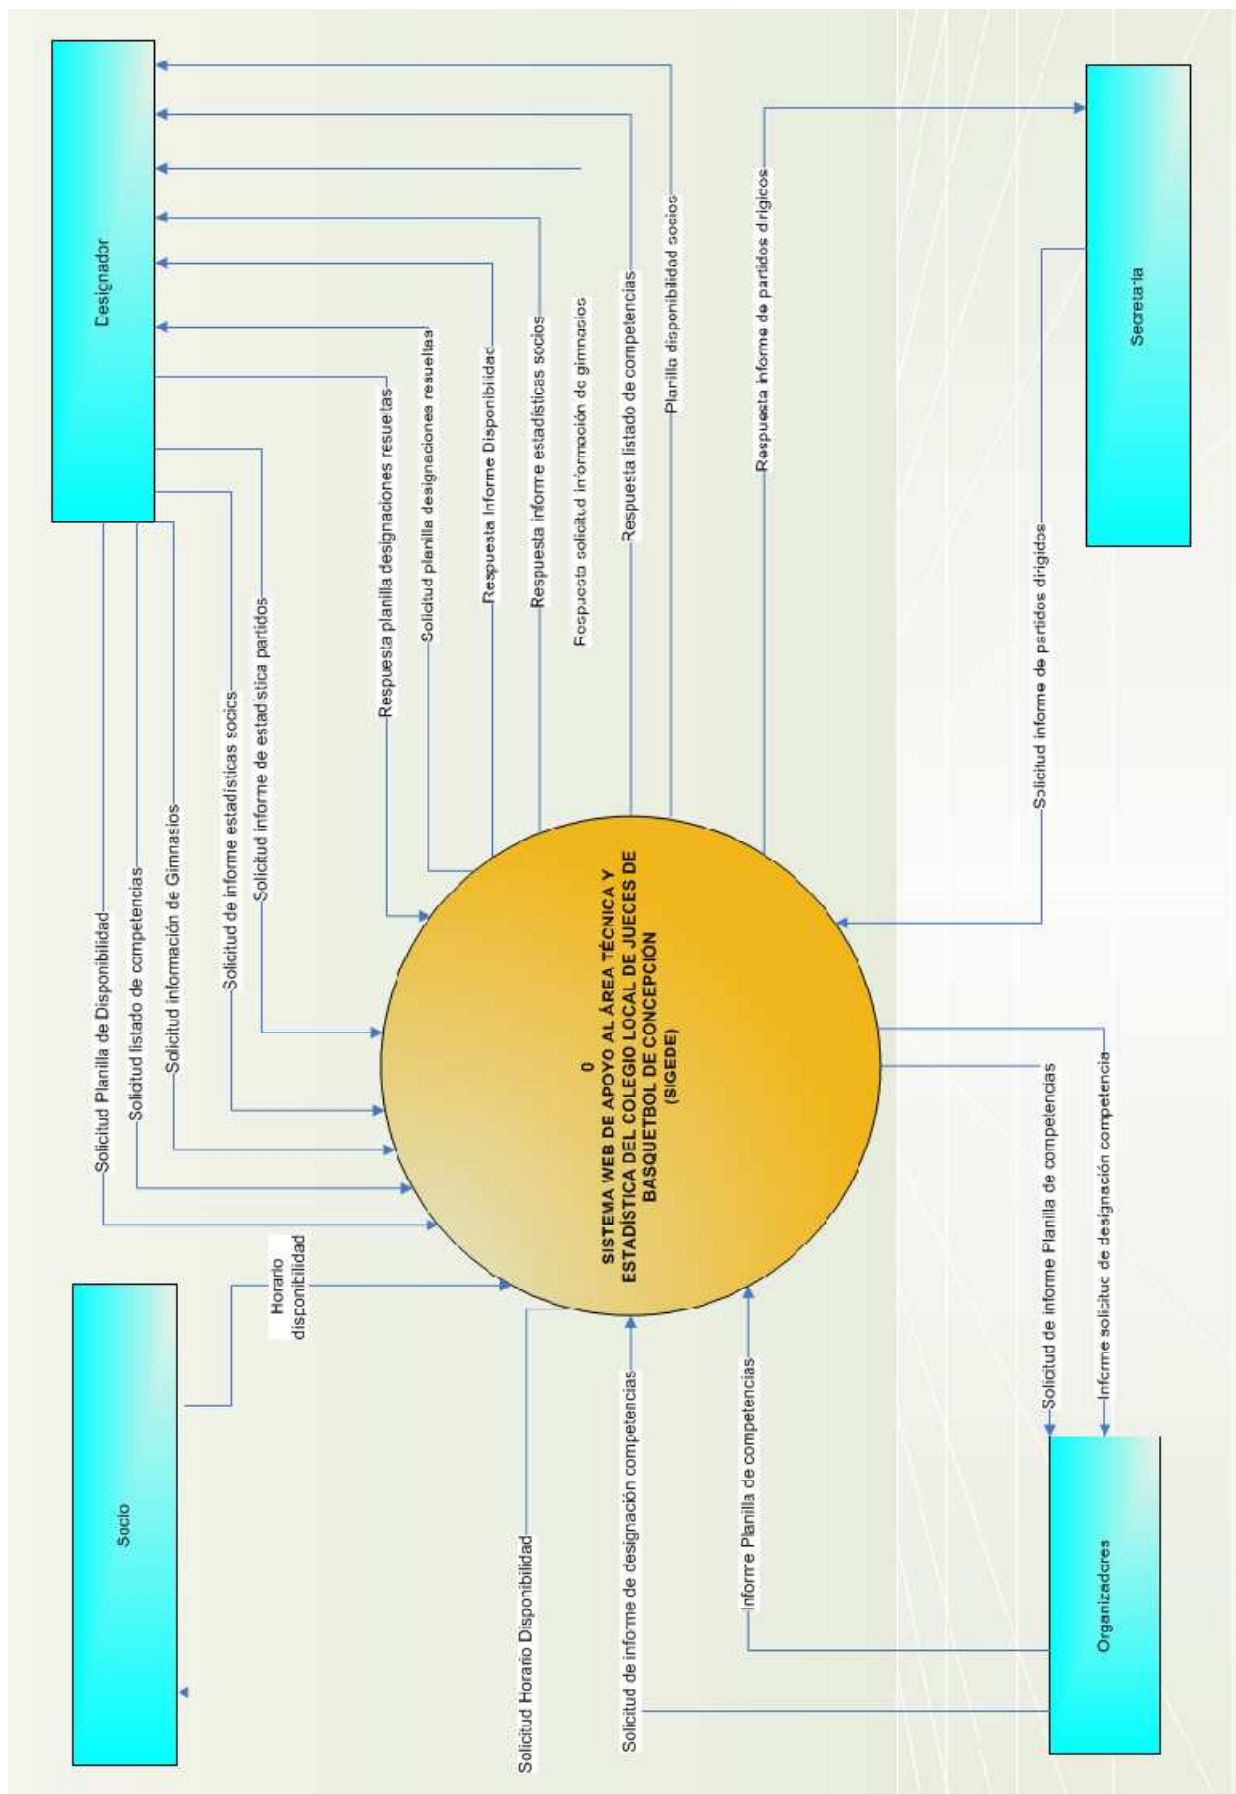 Socio
Designador
Solicitud Planilla de Disponibilidad
Solicitud listado de competencias
Solicitud información de Gimnasios
Solicitud de informe estadísticas socios
Solicitud informe de estadística partidos
Horario
disponibilidad
Respuesta planilla designaciones resueltas
Solicitud planilla designaciones resueltas
Respuesta Informe Disponibilidad
Respuesta informe estadísticas socios
Respuesta solicitud información de gimnasios
Respuesta listado de competencias
Planilla disponibilidad socios
Respuesta informe de partidos dirigicos
0
SISTEMA WEB DE APOYO AL ÁREA TÉCNICA Y
ESTADÍSTICA DEL COLEGIO LOCAL DE JUECES DE
BASQUETBOL DE CONCEPCIÓN
(SIGEDE)
Solicitud Horario Disponibilidad
Solicitud de informe de designación competencias
Informe Planilla de competencias
Solicitud de informe Planilla de competencias
Informe solicituc de designación competencia
Solicitud informe de partidos dirigidos
Organizadores
Secretaria